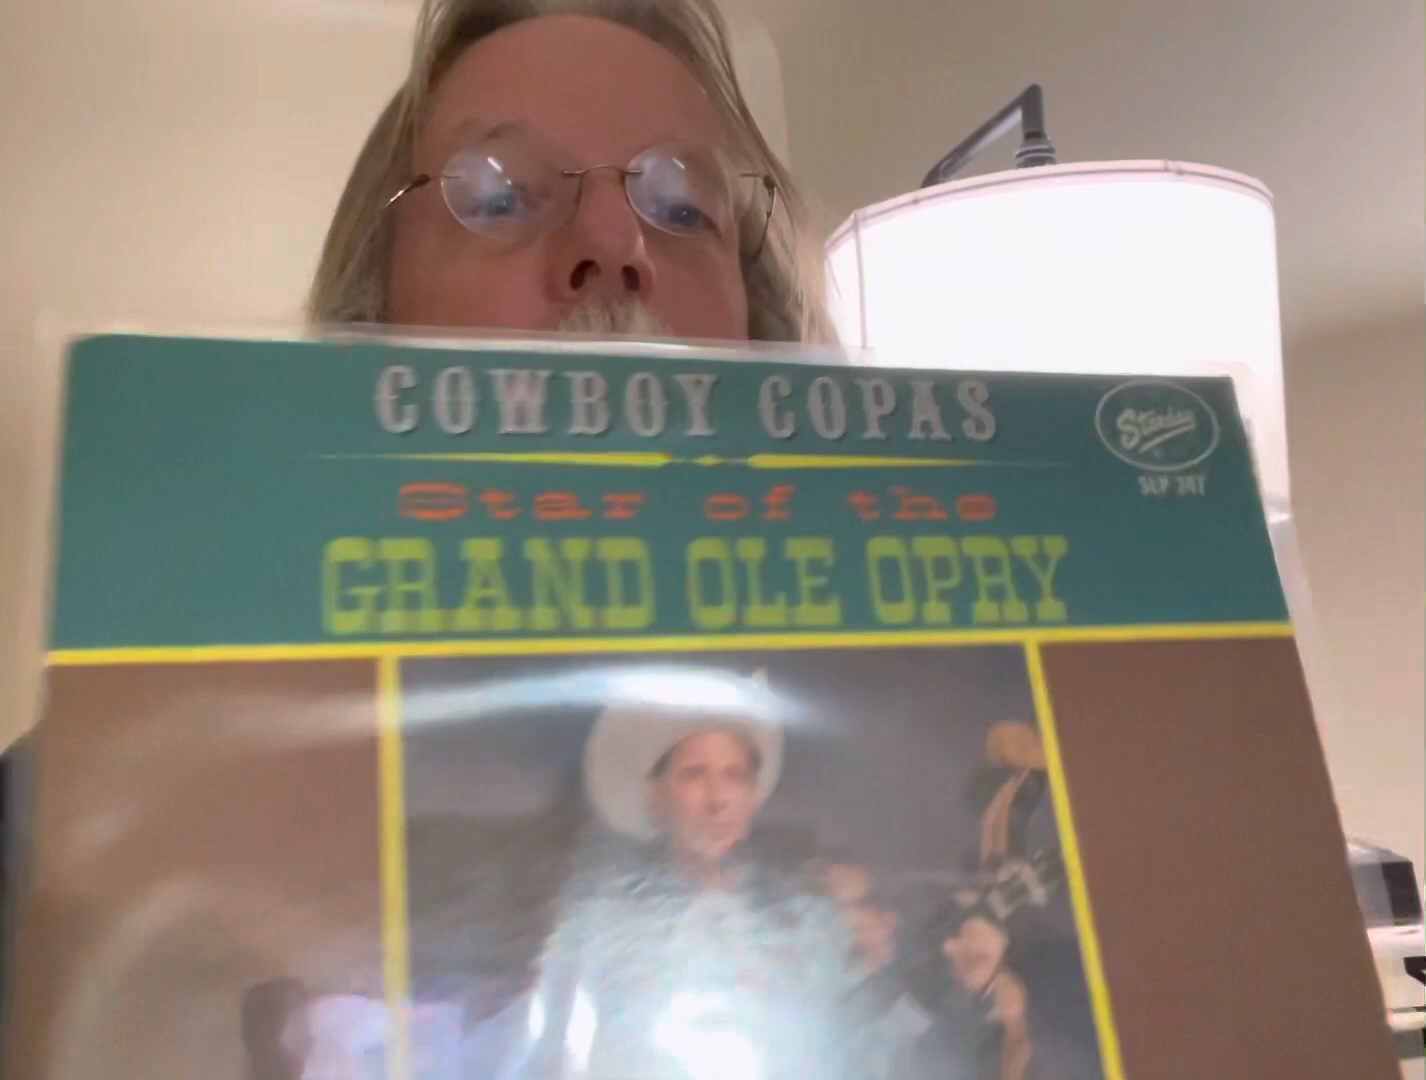 COWBOY COPAS
Starday
SLP 247
Star of the
GRAND OLE OPRY